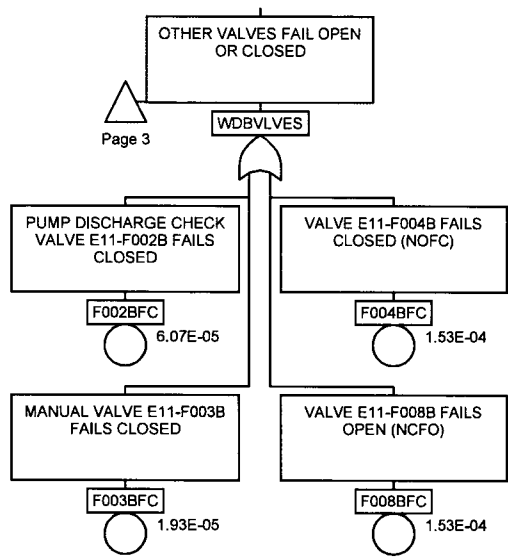 OTHER VALVES FAIL OPEN
OR CLOSED
Page 3
WDBVLVES
PUMP DISCHARGE CHECK
VALVE E11-F002B FAILS
CLOSED
F002BFC
6.07E-05
VALVE E11-F004B FAILS
CLOSED (NOFC)
F004BFC
1.53E-04
MANUAL VALVE E11-F003B
FAILS CLOSED
F003BFC
1.93E-05
VALVE E11-F008B FAILS
OPEN (NCFO)
F008BFC
1.53E-04